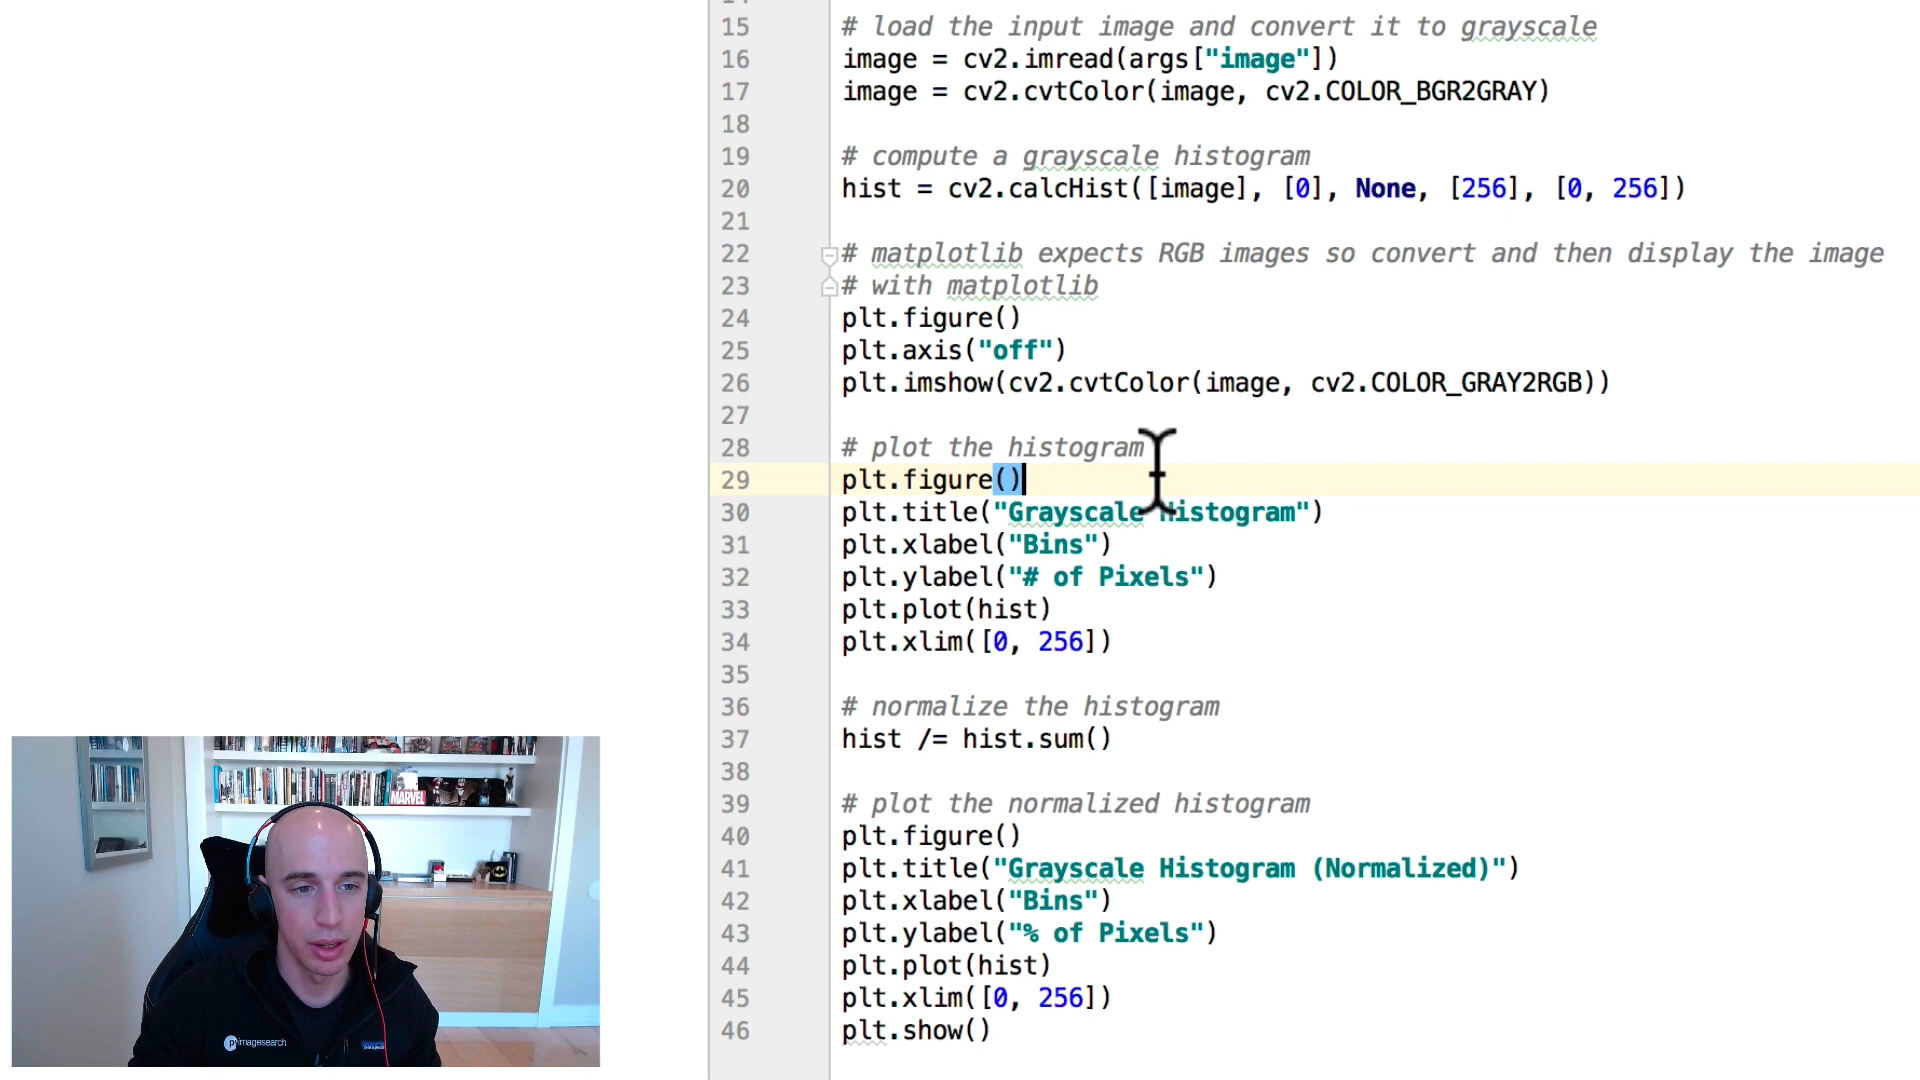 15 # load the input image and convert it to grayscale
16 image = cv2.imread(args["image"])
17 image = cv2.cvtColor(image, cv2.COLOR_BGR2GRAY)
18
19 # compute a grayscale histogram
20 hist = cv2.calcHist([image], [0], None, [256], [0, 256])
21
22 # matplotlib expects RGB images so convert and then display the image
23 # with matplotlib
24 plt.figure()
25 plt.axis("off")
26 plt.imshow(cv2.cvtColor(image, cv2.COLOR_GRAY2RGB))
27
28 # plot the histogram
29 plt.figure()
30 plt.title("Grayscale Histogram")
31 plt.xlabel("Bins")
32 plt.ylabel("# of Pixels")
33 plt.plot(hist)
34 plt.xlim([0, 256])
35
36 # normalize the histogram
37 hist /= hist.sum()
38
39 # plot the normalized histogram
40 plt.figure()
41 plt.title("Grayscale Histogram (Normalized)")
42 plt.xlabel("Bins")
43 plt.ylabel("% of Pixels")
44 plt.plot(hist)
45 plt.xlim([0, 256])
46 plt.show()
MARVEL
pyimagesearch